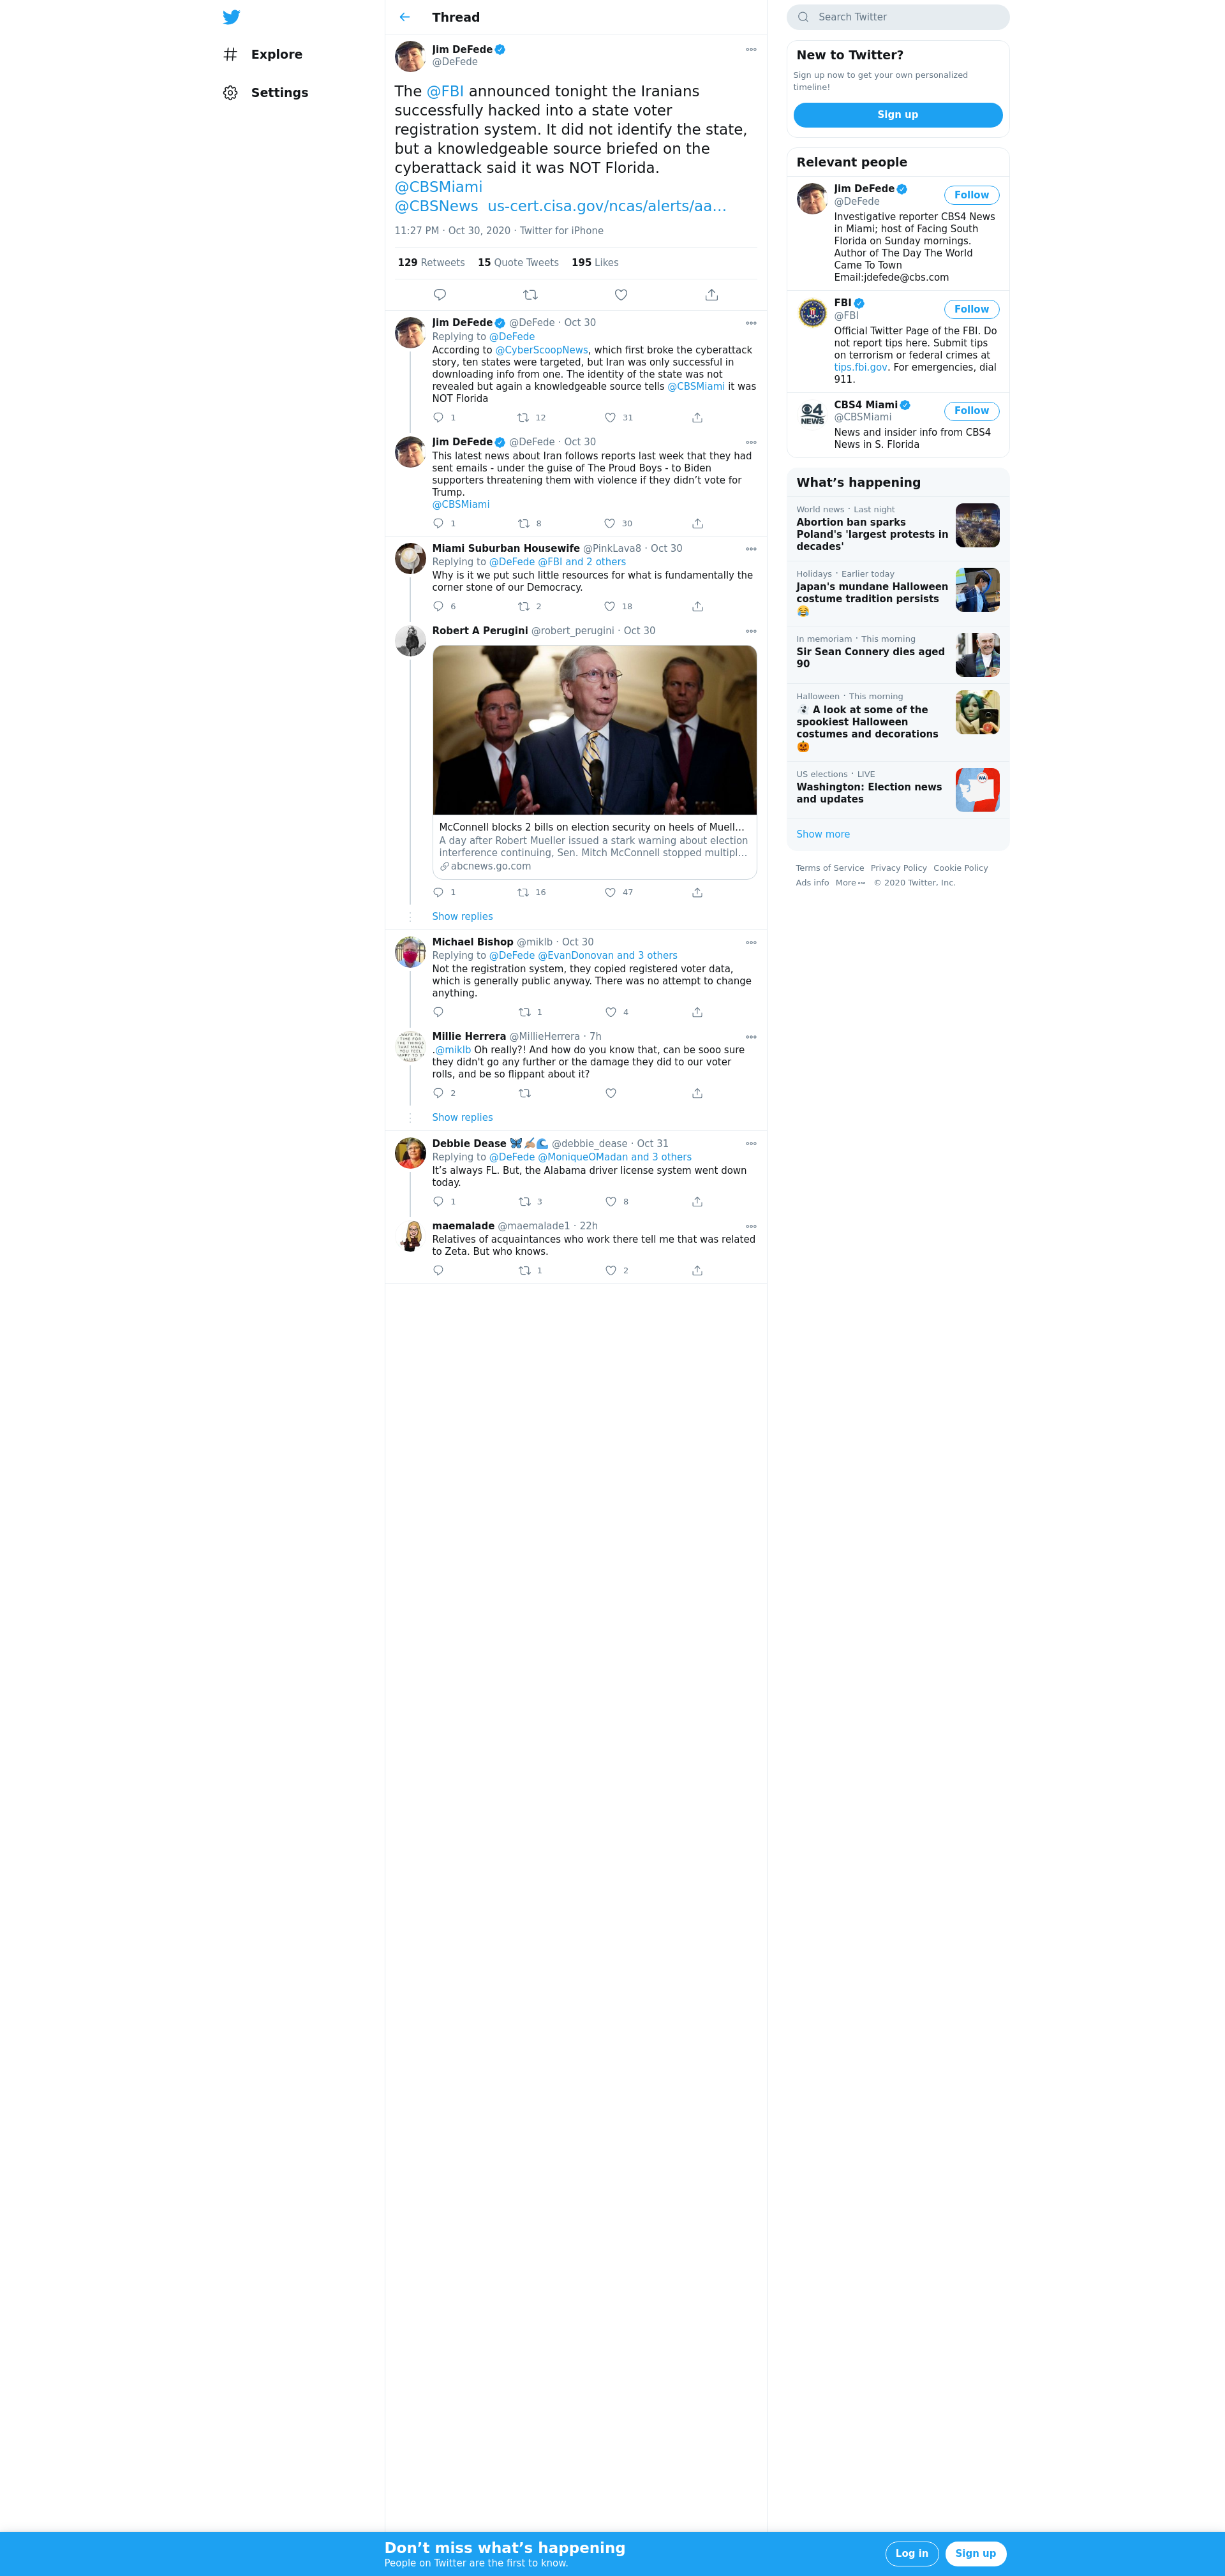 Explore
Settings
Thread
Jim DeFede
@DeFede
The @FBI announced tonight the Iranians
successfully hacked into a state voter
registration system. It did not identify the state,
but a knowledgeable source briefed on the
cyberattack said it was NOT Florida.
@CBSMiami
@CBSNews us-cert.cisa.gov/ncas/alerts/aa…
11:27 PM · Oct 30, 2020 · Twitter for iPhone
129 Retweets 15 Quote Tweets 195 Likes
Jim DeFede @DeFede · Oct 30
Replying to @DeFede
According to @CyberScoopNews, which first broke the cyberattack
story, ten states were targeted, but Iran was only successful in
downloading info from one. The identity of the state was not
revealed but again a knowledgeable source tells @CBSMiami it was
NOT Florida
1 12 31
Jim DeFede @DeFede · Oct 30
This latest news about Iran follows reports last week that they had
sent emails - under the guise of The Proud Boys - to Biden
supporters threatening them with violence if they didn’t vote for
Trump.
@CBSMiami
1 8 30
Miami Suburban Housewife @PinkLava8 · Oct 30
Replying to @DeFede @FBI and 2 others
Why is it we put such little resources for what is fundamentally the
corner stone of our Democracy.
6 2 18
Robert A Perugini @robert_perugini · Oct 30
McConnell blocks 2 bills on election security on heels of Muell…
A day after Robert Mueller issued a stark warning about election
interference continuing, Sen. Mitch McConnell stopped multipl…
abcnews.go.com
1 16 47
Show replies
Michael Bishop @miklb · Oct 30
Replying to @DeFede @EvanDonovan and 3 others
Not the registration system, they copied registered voter data,
which is generally public anyway. There was no attempt to change
anything.
1 4
Millie Herrera @MillieHerrera · 7h
.@miklb Oh really?! And how do you know that, can be sooo sure
they didn't go any further or the damage they did to our voter
rolls, and be so flippant about it?
2
Show replies
Debbie Dease 🦋✍🏼🌊 @debbie_dease · Oct 31
Replying to @DeFede @MoniqueOMadan and 3 others
It’s always FL. But, the Alabama driver license system went down
today.
1 3 8
maemalade @maemalade1 · 22h
Relatives of acquaintances who work there tell me that was related
to Zeta. But who knows.
1 2
Search Twitter
New to Twitter?
Sign up now to get your own personalized
timeline!
Sign up
Relevant people
Jim DeFede
@DeFede
Follow
Investigative reporter CBS4 News
in Miami; host of Facing South
Florida on Sunday mornings.
Author of The Day The World
Came To Town
Email:jdefede@cbs.com
FBI
@FBI
Follow
Official Twitter Page of the FBI. Do
not report tips here. Submit tips
on terrorism or federal crimes at
tips.fbi.gov. For emergencies, dial
911.
4
NEWS
CBS4 Miami
@CBSMiami
Follow
News and insider info from CBS4
News in S. Florida
What’s happening
World news · Last night
Abortion ban sparks
Poland's 'largest protests in
decades'
Holidays · Earlier today
Japan's mundane Halloween
costume tradition persists
😂
In memoriam · This morning
Sir Sean Connery dies aged
90
Halloween · This morning
👻 A look at some of the
spookiest Halloween
costumes and decorations
🎃
US elections · LIVE
Washington: Election news
and updates
WA
Show more
Terms of Service Privacy Policy Cookie Policy
Ads info More © 2020 Twitter, Inc.
Don’t miss what’s happening
People on Twitter are the first to know.
Log in
Sign up